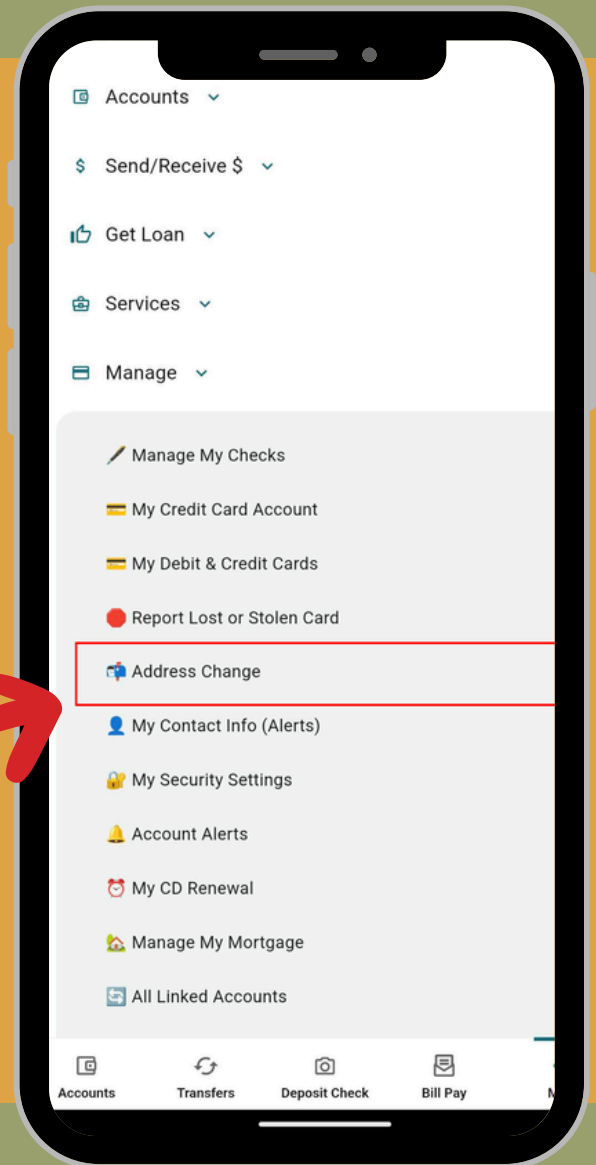 Accounts
Send/Receive $
Get Loan
Services
Manage
Manage My Checks
My Credit Card Account
My Debit & Credit Cards
Report Lost or Stolen Card
Address Change
My Contact Info (Alerts)
My Security Settings
Account Alerts
My CD Renewal
Manage My Mortgage
All Linked Accounts
Accounts Transfers Deposit Check Bill Pay